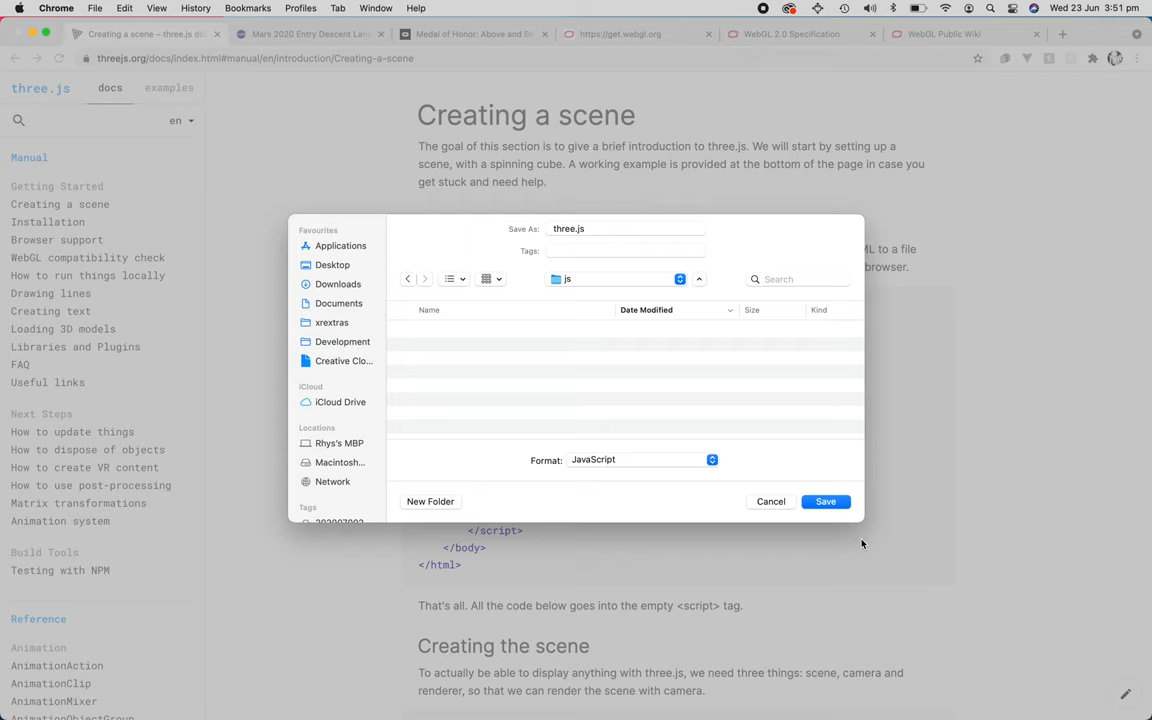 Chrome File Edit View History Bookmarks Profiles Tab Window Help Wed 23 Jun 3:51 pm
Creating a scene – three.js do Mars 2020 Entry Descent Lan Medal of Honor: Above and Be https://get.webgl.org WebGL 2.0 Specification WebGL Public Wiki
threejs.org/docs/index.html#manual/en/introduction/Creating-a-scene
three.js docs examples
en
Manual
Getting Started
Creating a scene
Installation
Browser support
WebGL compatibility check
How to run things locally
Drawing lines
Creating text
Loading 3D models
Libraries and Plugins
FAQ
Useful links
Next Steps
How to update things
How to dispose of objects
How to create VR content
How to use post-processing
Matrix transformations
Animation system
Build Tools
Testing with NPM
Reference
Animation
AnimationAction
AnimationClip
AnimationMixer
AnimationObjectGroup
Creating a scene
The goal of this section is to give a brief introduction to three.js. We will start by setting up a
scene, with a spinning cube. A working example is provided at the bottom of the page in case you
get stuck and need help.
ML to a file
browser.
Favourites
Applications
Desktop
Downloads
Documents
xrextras
Development
Creative Clo...
iCloud
iCloud Drive
Locations
Rhys's MBP
Macintosh...
Network
Tags
Save As: three.js
Tags:
js
Search
Name Date Modified Size Kind
Format: JavaScript
New Folder Cancel Save
</script>
</body>
</html>
That's all. All the code below goes into the empty <script> tag.
Creating the scene
To actually be able to display anything with three.js, we need three things: scene, camera and
renderer, so that we can render the scene with camera.